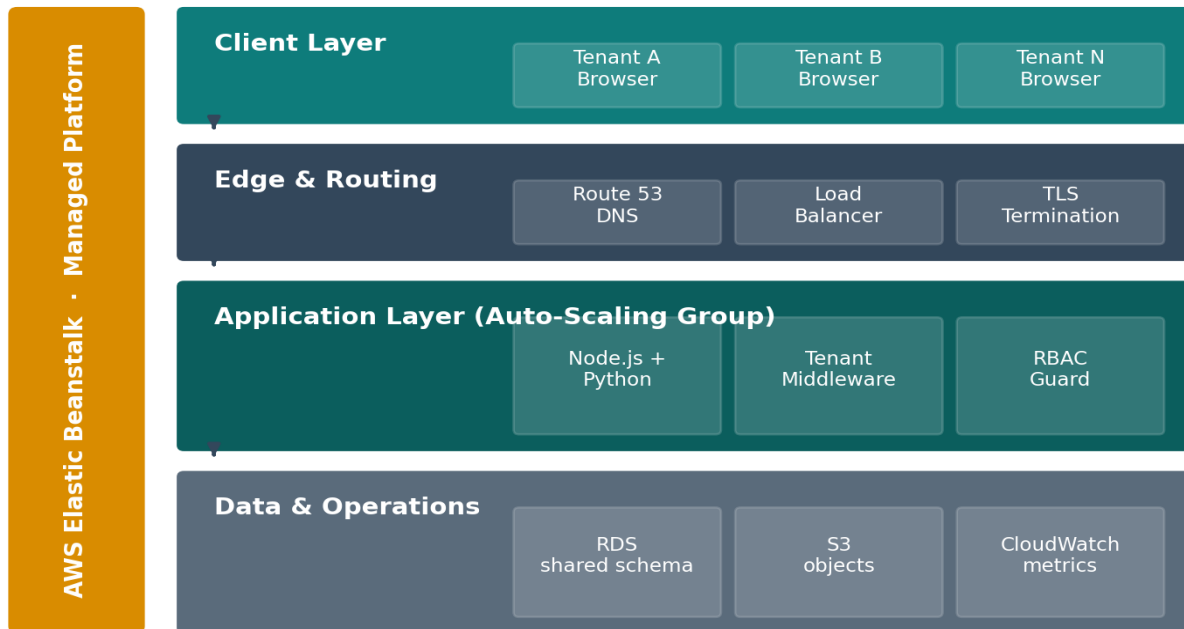 AWS Elastic Beanstalk · Managed Platform
Client Layer
Tenant A
Browser
Tenant B
Browser
Tenant N
Browser
Edge & Routing
Route 53
DNS
Load
Balancer
TLS
Termination
Application Layer (Auto-Scaling Group)
Node.js +
Python
Tenant
Middleware
RBAC
Guard
Data & Operations
RDS
shared schema
S3
objects
CloudWatch
metrics